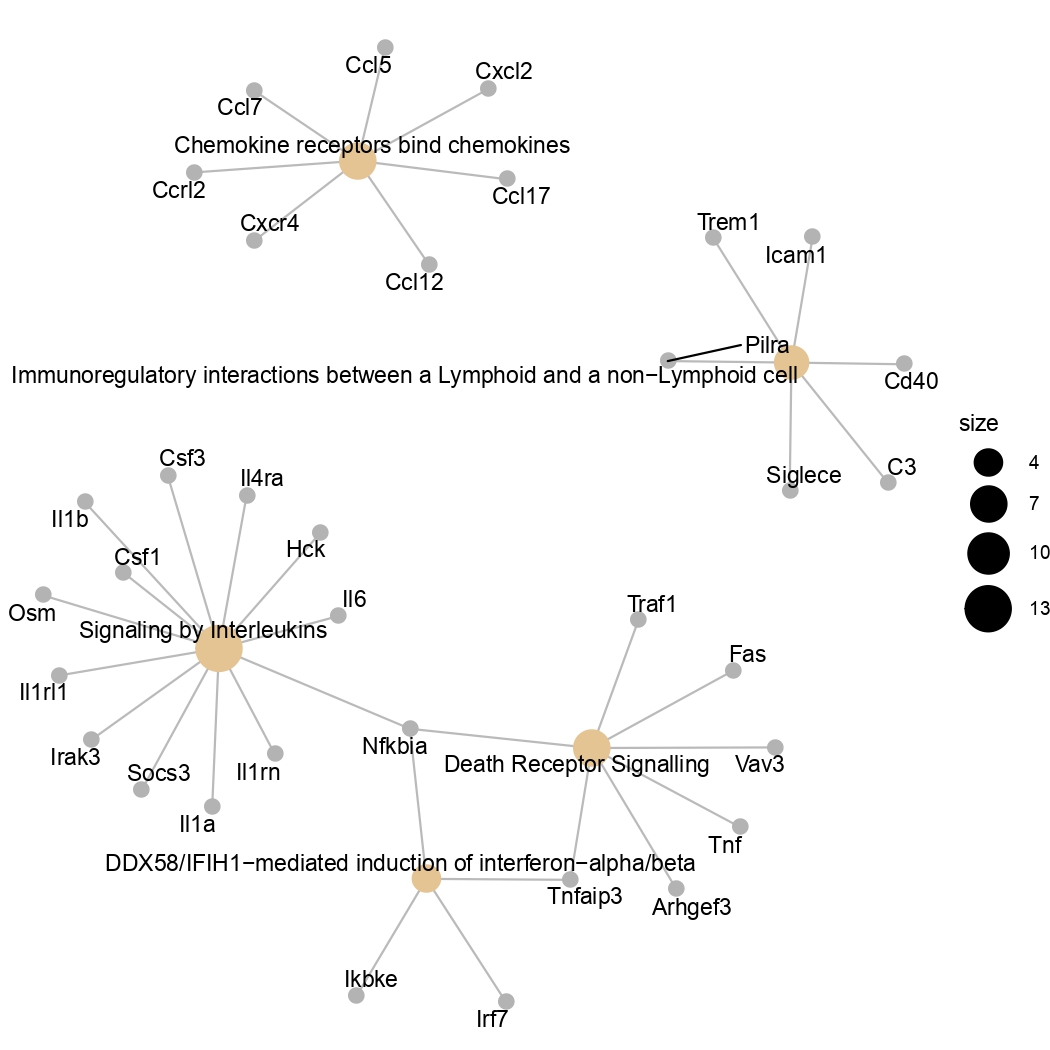 Ccl5
Cxcl2
Ccl7
Chemokine receptors bind chemokines
Ccrl2
Ccl17
Cxcr4
Ccl12
Trem1
Icam1
Pilra
Immunoregulatory interactions between a Lymphoid and a non−Lymphoid cell
Cd40
size
4
7
10
13
Siglece
C3
Csf3
Il4ra
Il1b
Hck
Csf1
Osm
Il6
Signaling by Interleukins
Il1rl1
Irak3
Socs3
Il1rn
Il1a
Nfkbia
Traf1
Fas
Death Receptor Signalling
Vav3
Tnf
DDX58/IFIH1−mediated induction of interferon−alpha/beta
Tnfaip3
Arhgef3
Ikbke
Irf7